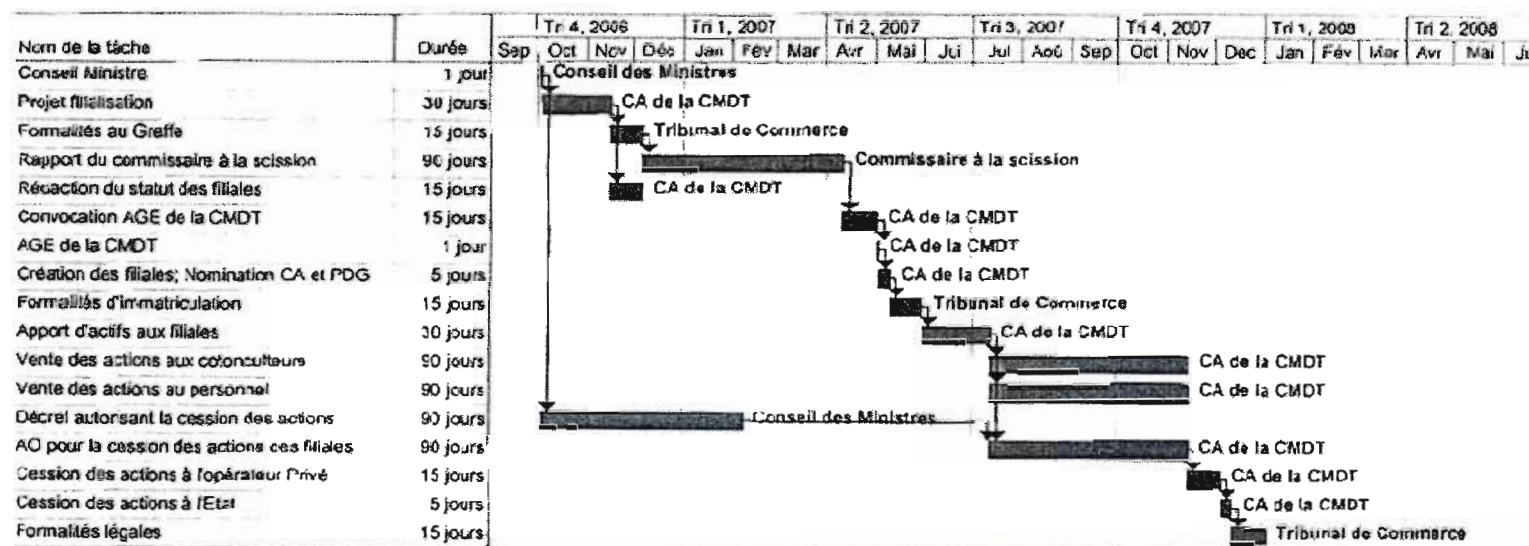 Tri 4, 2006 Tri 1, 2007 Tri 2, 2007 Tri 3, 2007 Tri 4, 2007 Tri 1, 2008 Tri 2, 2008
Nom de la tâche Durée Sep Oct Nov Déc Jan Fév Mar Avr Mai Jui Jul Aoû Sep Oct Nov Dec Jan Fév Mar Avr Mai
Conseil Ministre 1 jour Conseil des Ministres
Projet filialisation 30 jours CA de la CMDT
Formalités au Greffe 15 jours Tribunal de Commerce
Rapport du commissaire à la scission 90 jours Commissaire à la scission
Rédaction du statut des filiales 15 jours CA de la CMDT
Convocation AGE de la CMDT 15 jours CA de la CMDT
AGE de la CMDT 1 jour CA de la CMDT
Création des filiales; Nomination CA et PDG 5 jours CA de la CMDT
Formalités d'immatriculation 15 jours Tribunal de Commerce
Apport d'actifs aux filiales 30 jours CA de la CMDT
Vente des actions aux cotonculteurs 90 jours CA de la CMDT
Vente des actions au personnel 90 jours CA de la CMDT
Décret autorisant la cession des actions 90 jours Conseil des Ministres
AO pour la cession des actions des filiales 90 jours CA de la CMDT
Cession des actions à l'opérateur Privé 15 jours CA de la CMDT
Cession des actions à l'Etat 5 jours CA de la CMDT
Formalités légales 15 jours Tribunal de Commerce